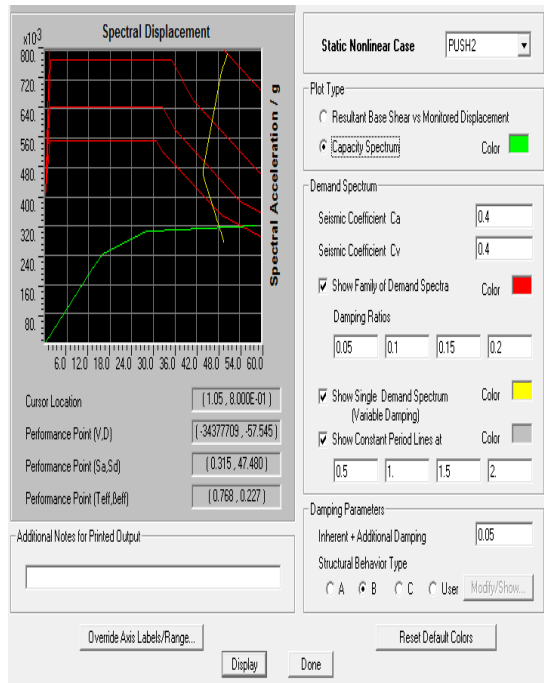 Spectral Displacement
x10³
800.
720.
640.
560.
480.
400.
320.
240.
160.
80.
6.0 12.0 18.0 24.0 30.0 36.0 42.0 48.0 54.0 60.0
Spectral Acceleration / g
Cursor Location (1.05 , 8.000E-01 )
Performance Point (V,D) (-34377709 , -57.545 )
Performance Point (Sa,Sd) ( 0.315 , 47.480 )
Performance Point (Teff,Beff) ( 0.768 , 0.227 )
Additional Notes for Printed Output
Static Nonlinear Case PUSH2
Plot Type
Resultant Base Shear vs Monitored Displacement
Capacity Spectrum Color
Demand Spectrum
Seismic Coefficient Ca 0.4
Seismic Coefficient Cv 0.4
Show Family of Demand Spectra Color
Damping Ratios
0.05 0.1 0.15 0.2
Show Single Demand Spectrum Color
(Variable Damping)
Show Constant Period Lines at Color
0.5 1. 1.5 2.
Damping Parameters
Inherent + Additional Damping 0.05
Structural Behavior Type
A B C User Modify/Show...
Override Axis Labels/Range... Reset Default Colors
Display Done